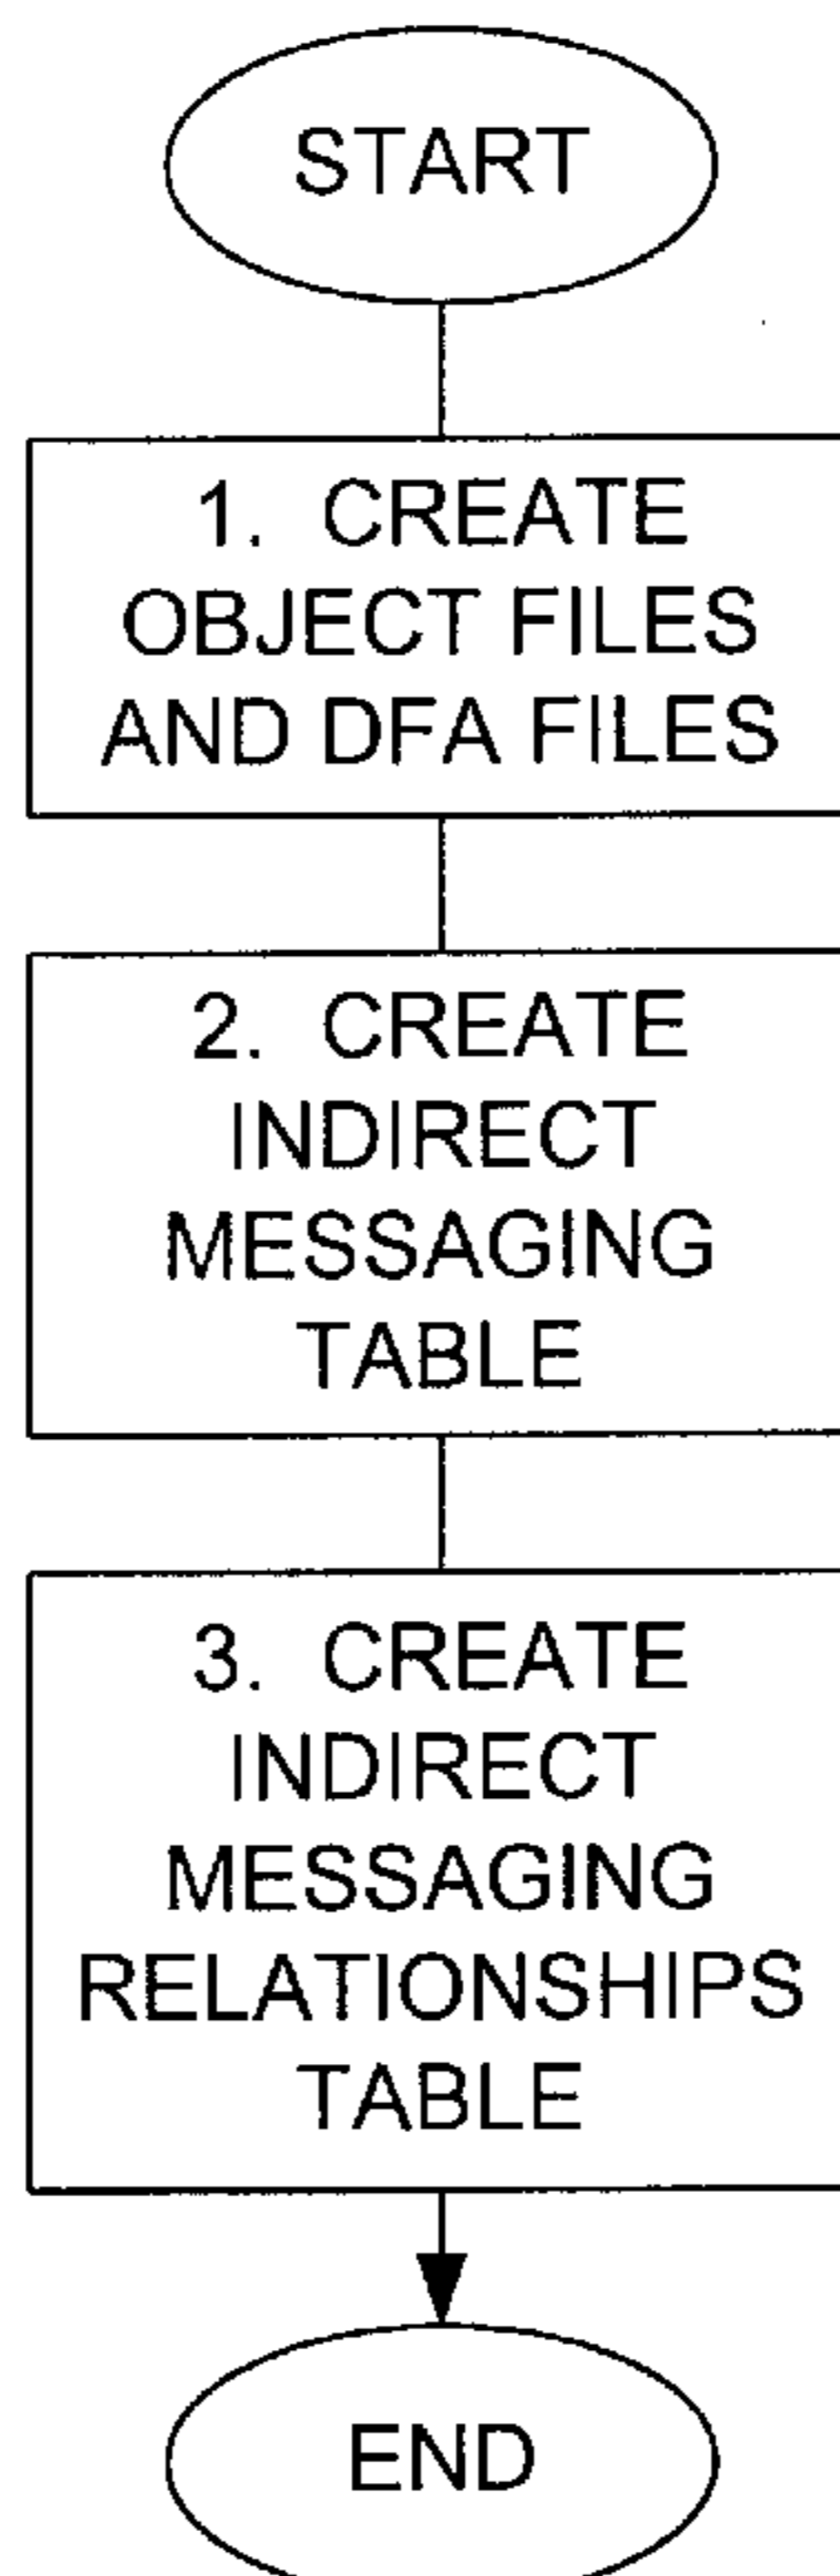 START
1. CREATE
OBJECT FILES
AND DFA FILES
2. CREATE
INDIRECT
MESSAGING
TABLE
3. CREATE
INDIRECT
MESSAGING
RELATIONSHIPS
TABLE
END